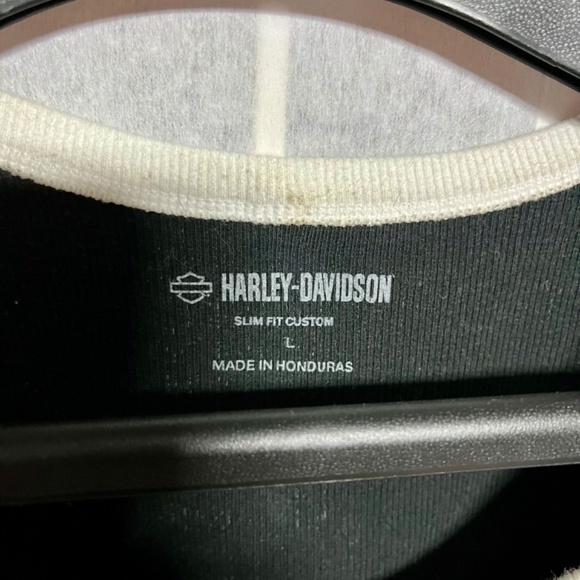 HARLEY-DAVIDSON
SLIM FIT CUSTOM
L
MADE IN HONDURAS